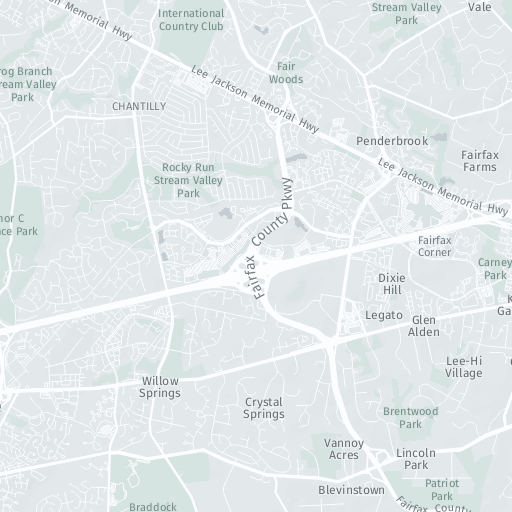 International
Country Club
Stream Valley
Park
Vale
Memorial Hwy
Fair
Woods
Stream Valley
Park
Lee Jackson Memorial Hwy
CHANTILLY
Penderbrook
Lee Jackson Memorial Hwy
Fairfax
Farms
Rocky Run
Stream Valley
Park
Park
Fairfax County Pkwy
Fairfax
Corner
Carney
Park
Dixie
Hill
Legato
Glen
Alden
Lee-Hi
Village
Willow
Springs
Crystal
Springs
Brentwood
Park
Vannoy
Acres
Lincoln
Park
Blevinstown
Patriot
Park
Braddock
Fairfax County